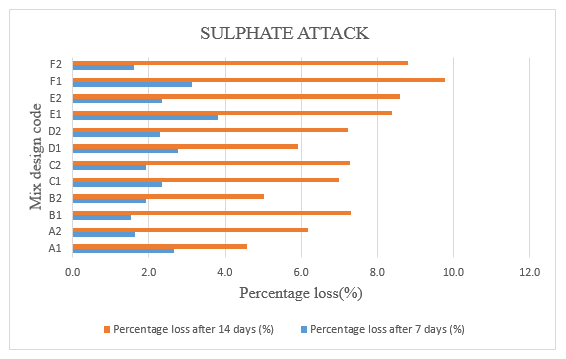 SULPHATE ATTACK
F2
F1
E2
E1
D2
D1
C2
C1
B2
B1
A2
A1
Mix design code
0.0 2.0 4.0 6.0 8.0 10.0 12.0
Percentage loss(%)
Percentage loss after 14 days (%) Percentage loss after 7 days (%)